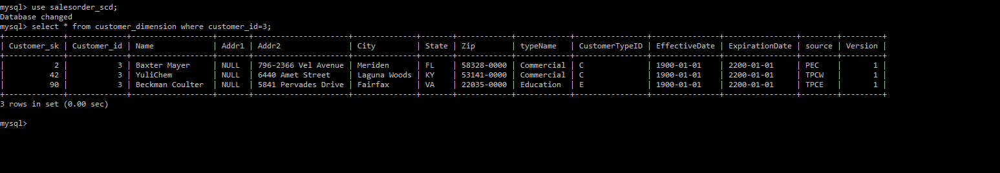 mysql> use salesorder_scd;
Database changed
mysql> select * from customer_dimension where customer_id=3;
+-------------+-------------+------------------+-------+---------------------+--------------+-------+------------+------------+----------------+---------------+----------------+--------+---------+
| Customer_sk | Customer_id | Name             | Addr1 | Addr2               | City         | State | Zip        | typeName   | CustomerTypeID | EffectiveDate | ExpirationDate | source | Version |
+-------------+-------------+------------------+-------+---------------------+--------------+-------+------------+------------+----------------+---------------+----------------+--------+---------+
|           2 |           3 | Baxter Mayer     | NULL  | 796-2366 Vel Avenue | Meriden      | FL    | 58328-0000 | Commercial | C              | 1900-01-01    | 2200-01-01     | PEC    |       1 |
|          42 |           3 | YuliChem         | NULL  | 6440 Amet Street    | Laguna Woods | KY    | 53141-0000 | Commercial | C              | 1900-01-01    | 2200-01-01     | TPCW   |       1 |
|          90 |           3 | Beckman Coulter  | NULL  | 5841 Pervades Drive | Fairfax      | VA    | 22035-0000 | Education  | E              | 1900-01-01    | 2200-01-01     | TPCE   |       1 |
+-------------+-------------+------------------+-------+---------------------+--------------+-------+------------+------------+----------------+---------------+----------------+--------+---------+
3 rows in set (0.00 sec)
mysql>